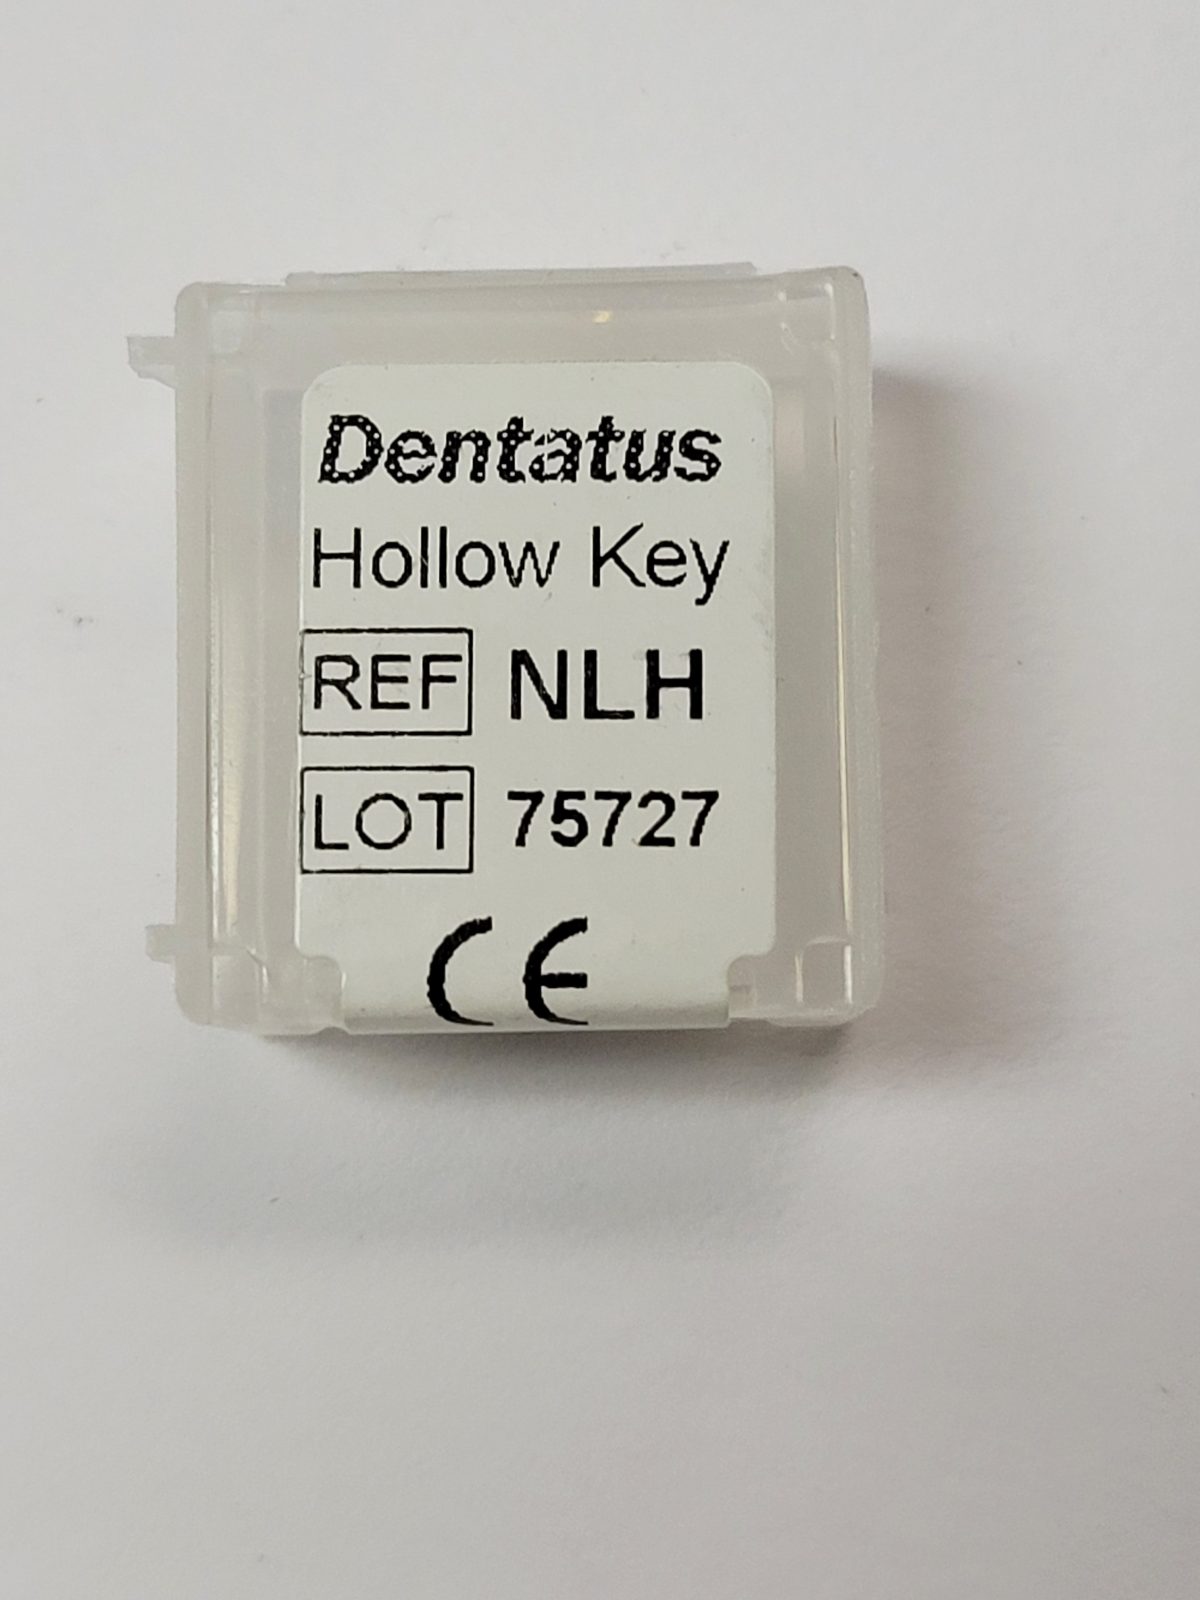 Dentatus
Hollow Key
REF NLH
LOT 75727
CE